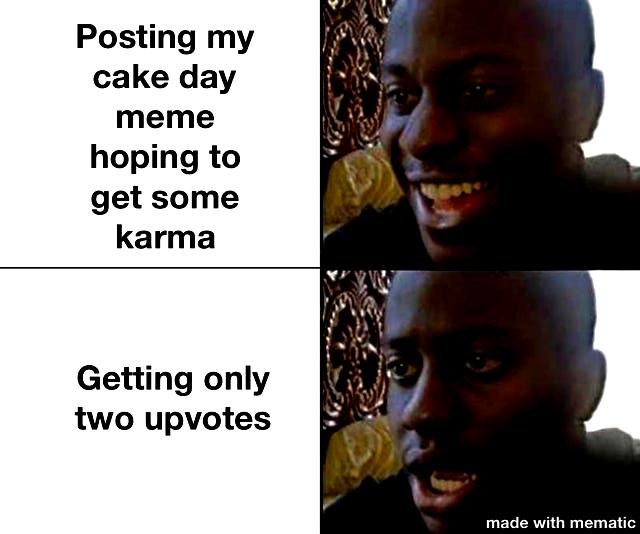 Posting my
cake day
meme
hoping to
get some
karma
Getting only
two upvotes
made with mematic